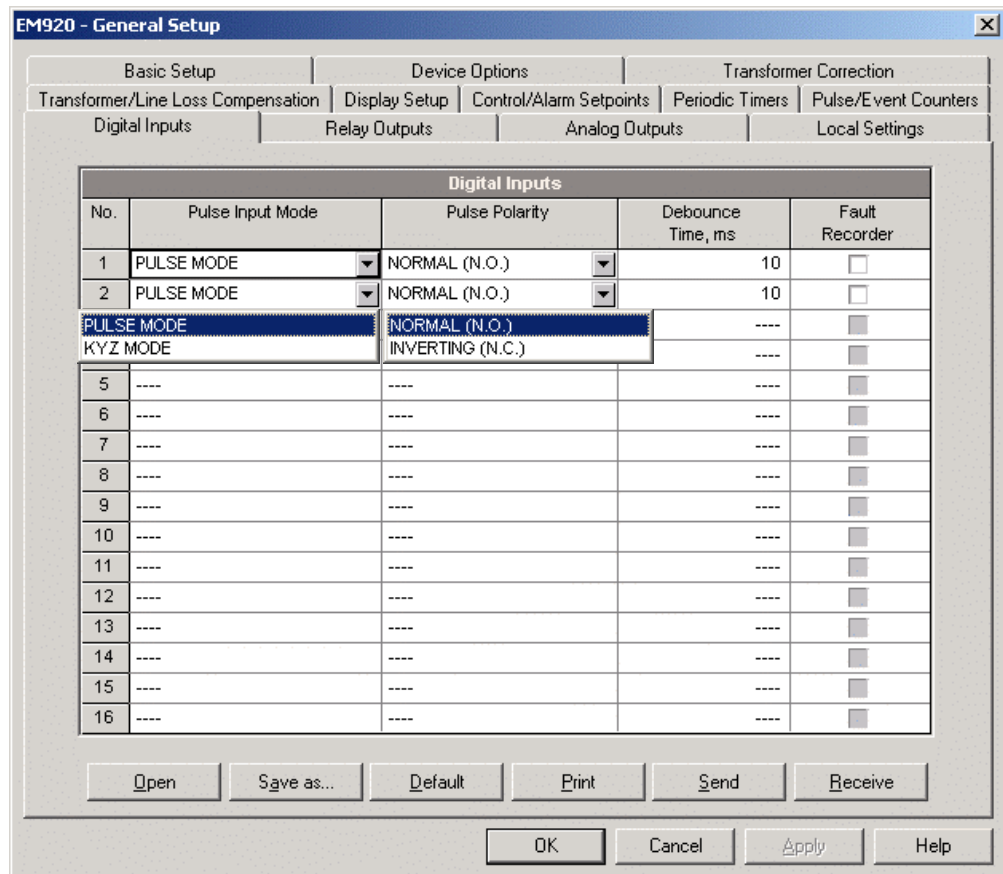 EM920 - General Setup
Basic Setup Device Options Transformer Correction
Transformer/Line Loss Compensation Display Setup Control/Alarm Setpoints Periodic Timers Pulse/Event Counters
Digital Inputs Relay Outputs Analog Outputs Local Settings
Digital Inputs
No. Pulse Input Mode Pulse Polarity Debounce Time, ms Fault Recorder
1 PULSE MODE NORMAL (N.O.) 10
2 PULSE MODE NORMAL (N.O.) 10
PULSE MODE NORMAL (N.O.) ----
KYZ MODE INVERTING (N.C.) ----
5 ---- ---- ----
6 ---- ---- ----
7 ---- ---- ----
8 ---- ---- ----
9 ---- ---- ----
10 ---- ---- ----
11 ---- ---- ----
12 ---- ---- ----
13 ---- ---- ----
14 ---- ---- ----
15 ---- ---- ----
16 ---- ---- ----
Open Save as... Default Print Send Receive
OK Cancel Apply Help